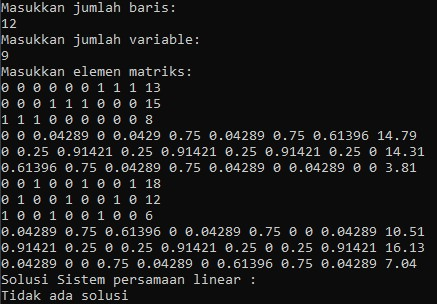 Masukkan jumlah baris:
12
Masukkan jumlah variable:
9
Masukkan elemen matriks:
0 0 0 0 0 0 1 1 1 13
0 0 0 1 1 1 0 0 0 15
1 1 1 0 0 0 0 0 0 8
0 0 0.04289 0 0.0429 0.75 0.04289 0.75 0.61396 14.79
0 0.25 0.91421 0.25 0.91421 0.25 0.91421 0.25 0 14.31
0.61396 0.75 0.04289 0.75 0.04289 0 0.04289 0 0 3.81
0 0 1 0 0 1 0 0 1 18
0 1 0 0 1 0 0 1 0 12
1 0 0 1 0 0 1 0 0 6
0.04289 0.75 0.61396 0 0.04289 0.75 0 0 0.04289 10.51
0.91421 0.25 0 0.25 0.91421 0.25 0 0.25 0.91421 16.13
0.04289 0 0 0.75 0.04289 0 0.61396 0.75 0.04289 7.04
Solusi Sistem persamaan linear :
Tidak ada solusi